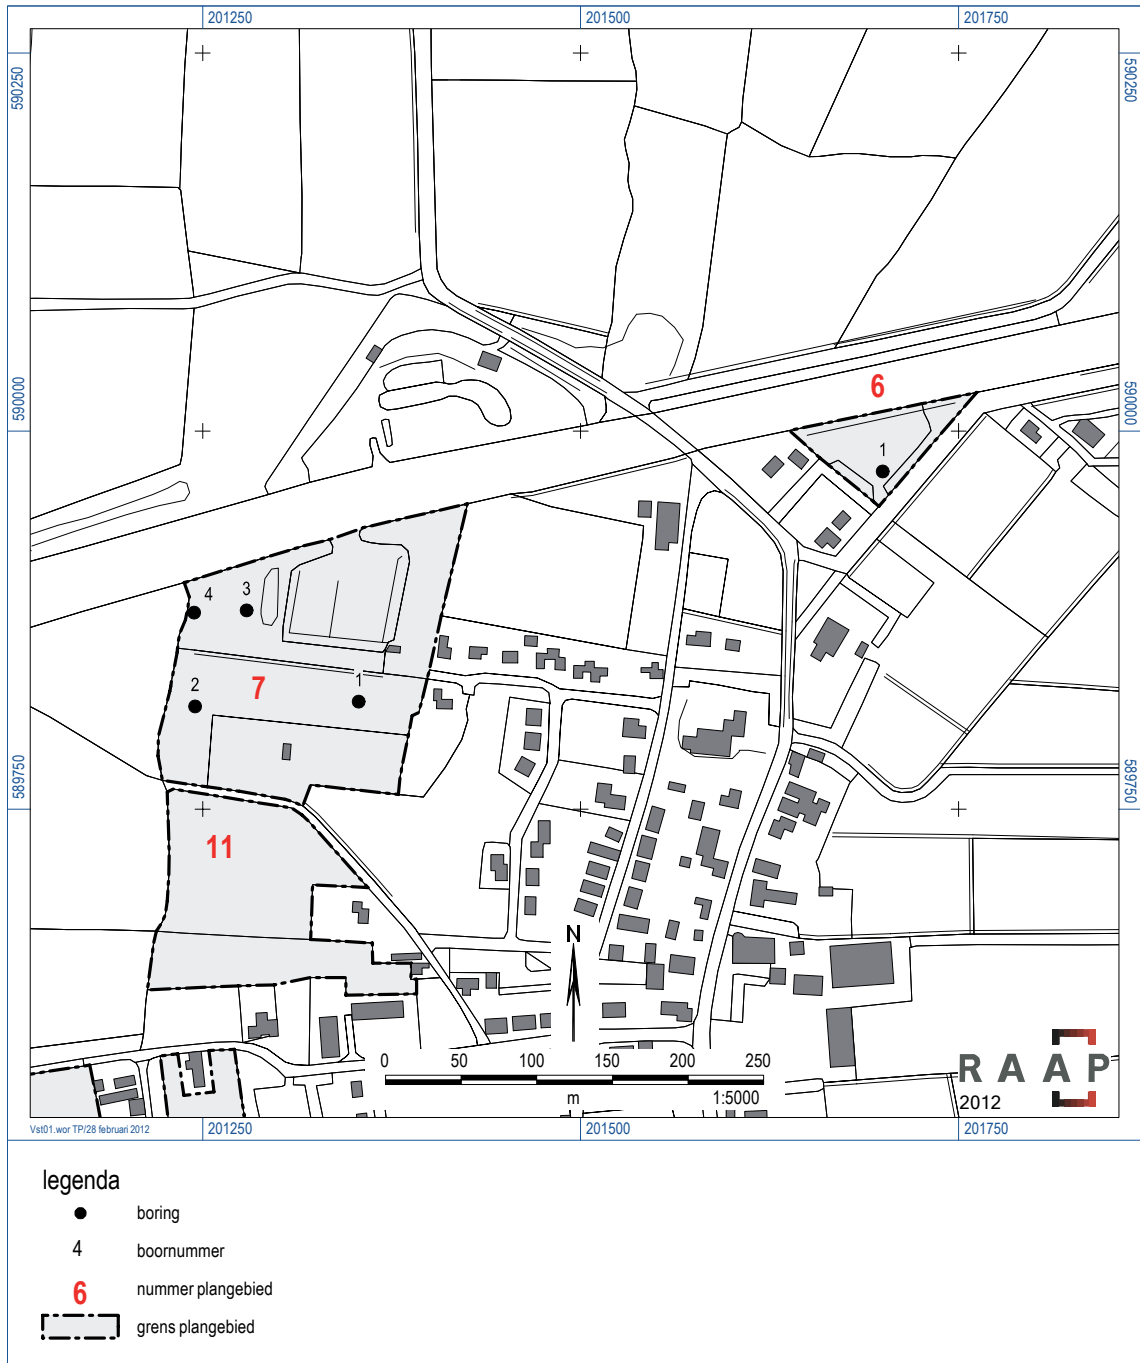 201250 201500 201750
590250 590250
6
590000 590000
1
4 3
2 7 1
589750 589750
11
N
0 50 100 150 200 250
m 1:5000
RAAP
2012
Vst01.wor TP/28 februari 2012
201250 201500 201750
legenda
boring
4 boornummer
6 nummer plangebied
grens plangebied